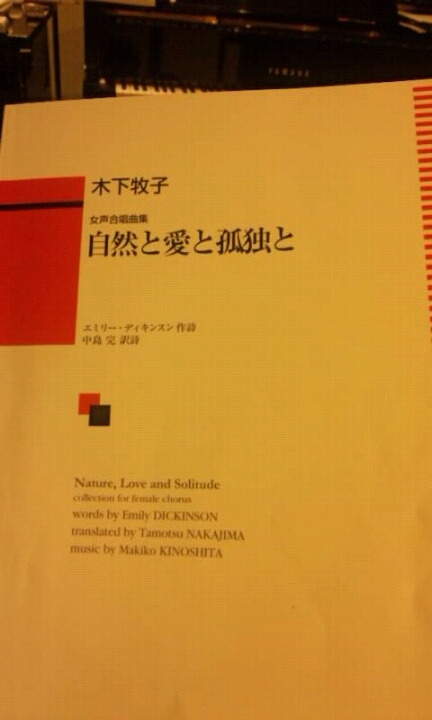 YAMAHA
木下牧子
女声合唱曲集
自然と愛と孤独と
エミリー・ディキンスン 作詩
中島 完 訳詩
Nature, Love and Solitude
collection for female chorus
words by Emily DICKINSON
translated by Tamotsu NAKAJIMA
music by Makiko KINOSHITA